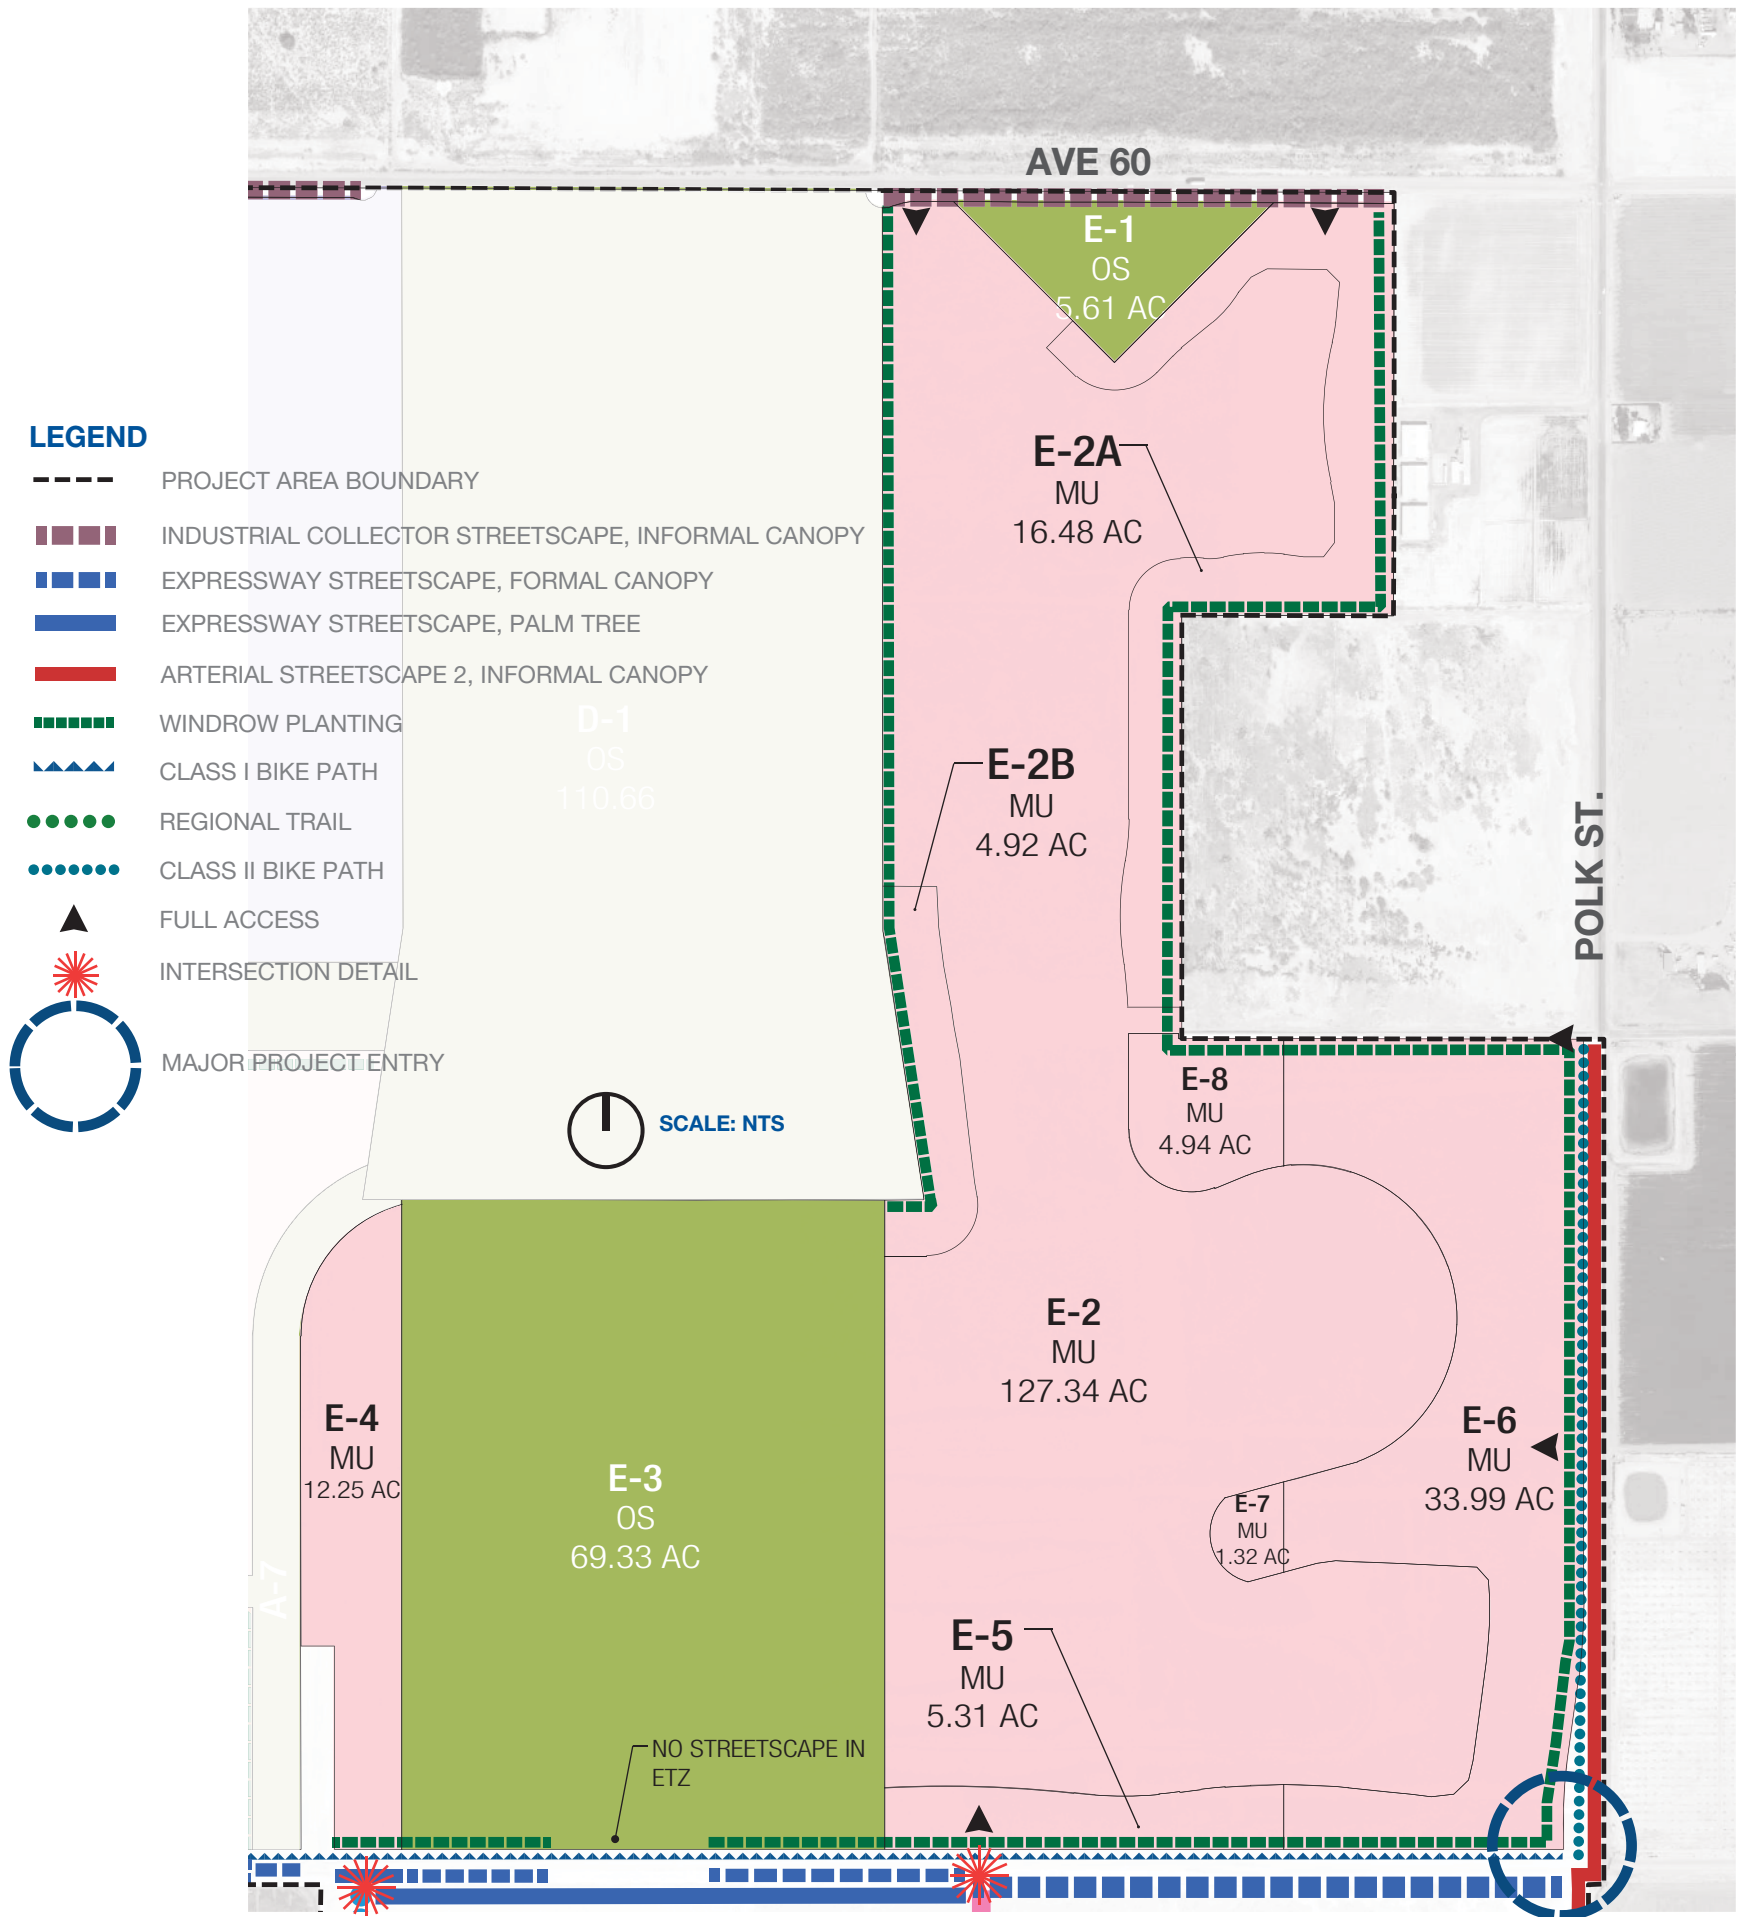 AVE 60
E-1
OS
5.61 AC
LEGEND
PROJECT AREA BOUNDARY
INDUSTRIAL COLLECTOR STREETSCAPE, INFORMAL CANOPY
EXPRESSWAY STREETSCAPE, FORMAL CANOPY
EXPRESSWAY STREETSCAPE, PALM TREE
ARTERIAL STREETSCAPE 2, INFORMAL CANOPY
WINDROW PLANTING
CLASS I BIKE PATH
REGIONAL TRAIL
CLASS II BIKE PATH
FULL ACCESS
INTERSECTION DETAIL
MAJOR PROJECT ENTRY
D-1
OS
110.66
SCALE: NTS
E-2A
MU
16.48 AC
E-2B
MU
4.92 AC
POLK ST.
E-8
MU
4.94 AC
E-2
MU
127.34 AC
E-4
MU
12.25 AC
E-3
OS
69.33 AC
E-6
MU
33.99 AC
E-7
MU
1.32 AC
A-7
E-5
MU
5.31 AC
NO STREETSCAPE IN
ETZ